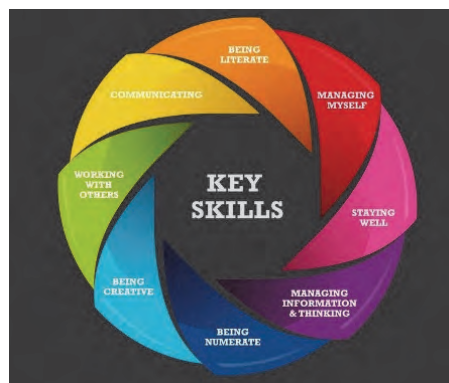 KEY
SKILLS
BEING
LITERATE
MANAGING
MYSELF
STAYING
WELL
MANAGING
INFORMATION
& THINKING
BEING
NUMERATE
BEING
CREATIVE
WORKING
WITH
OTHERS
COMMUNICATING